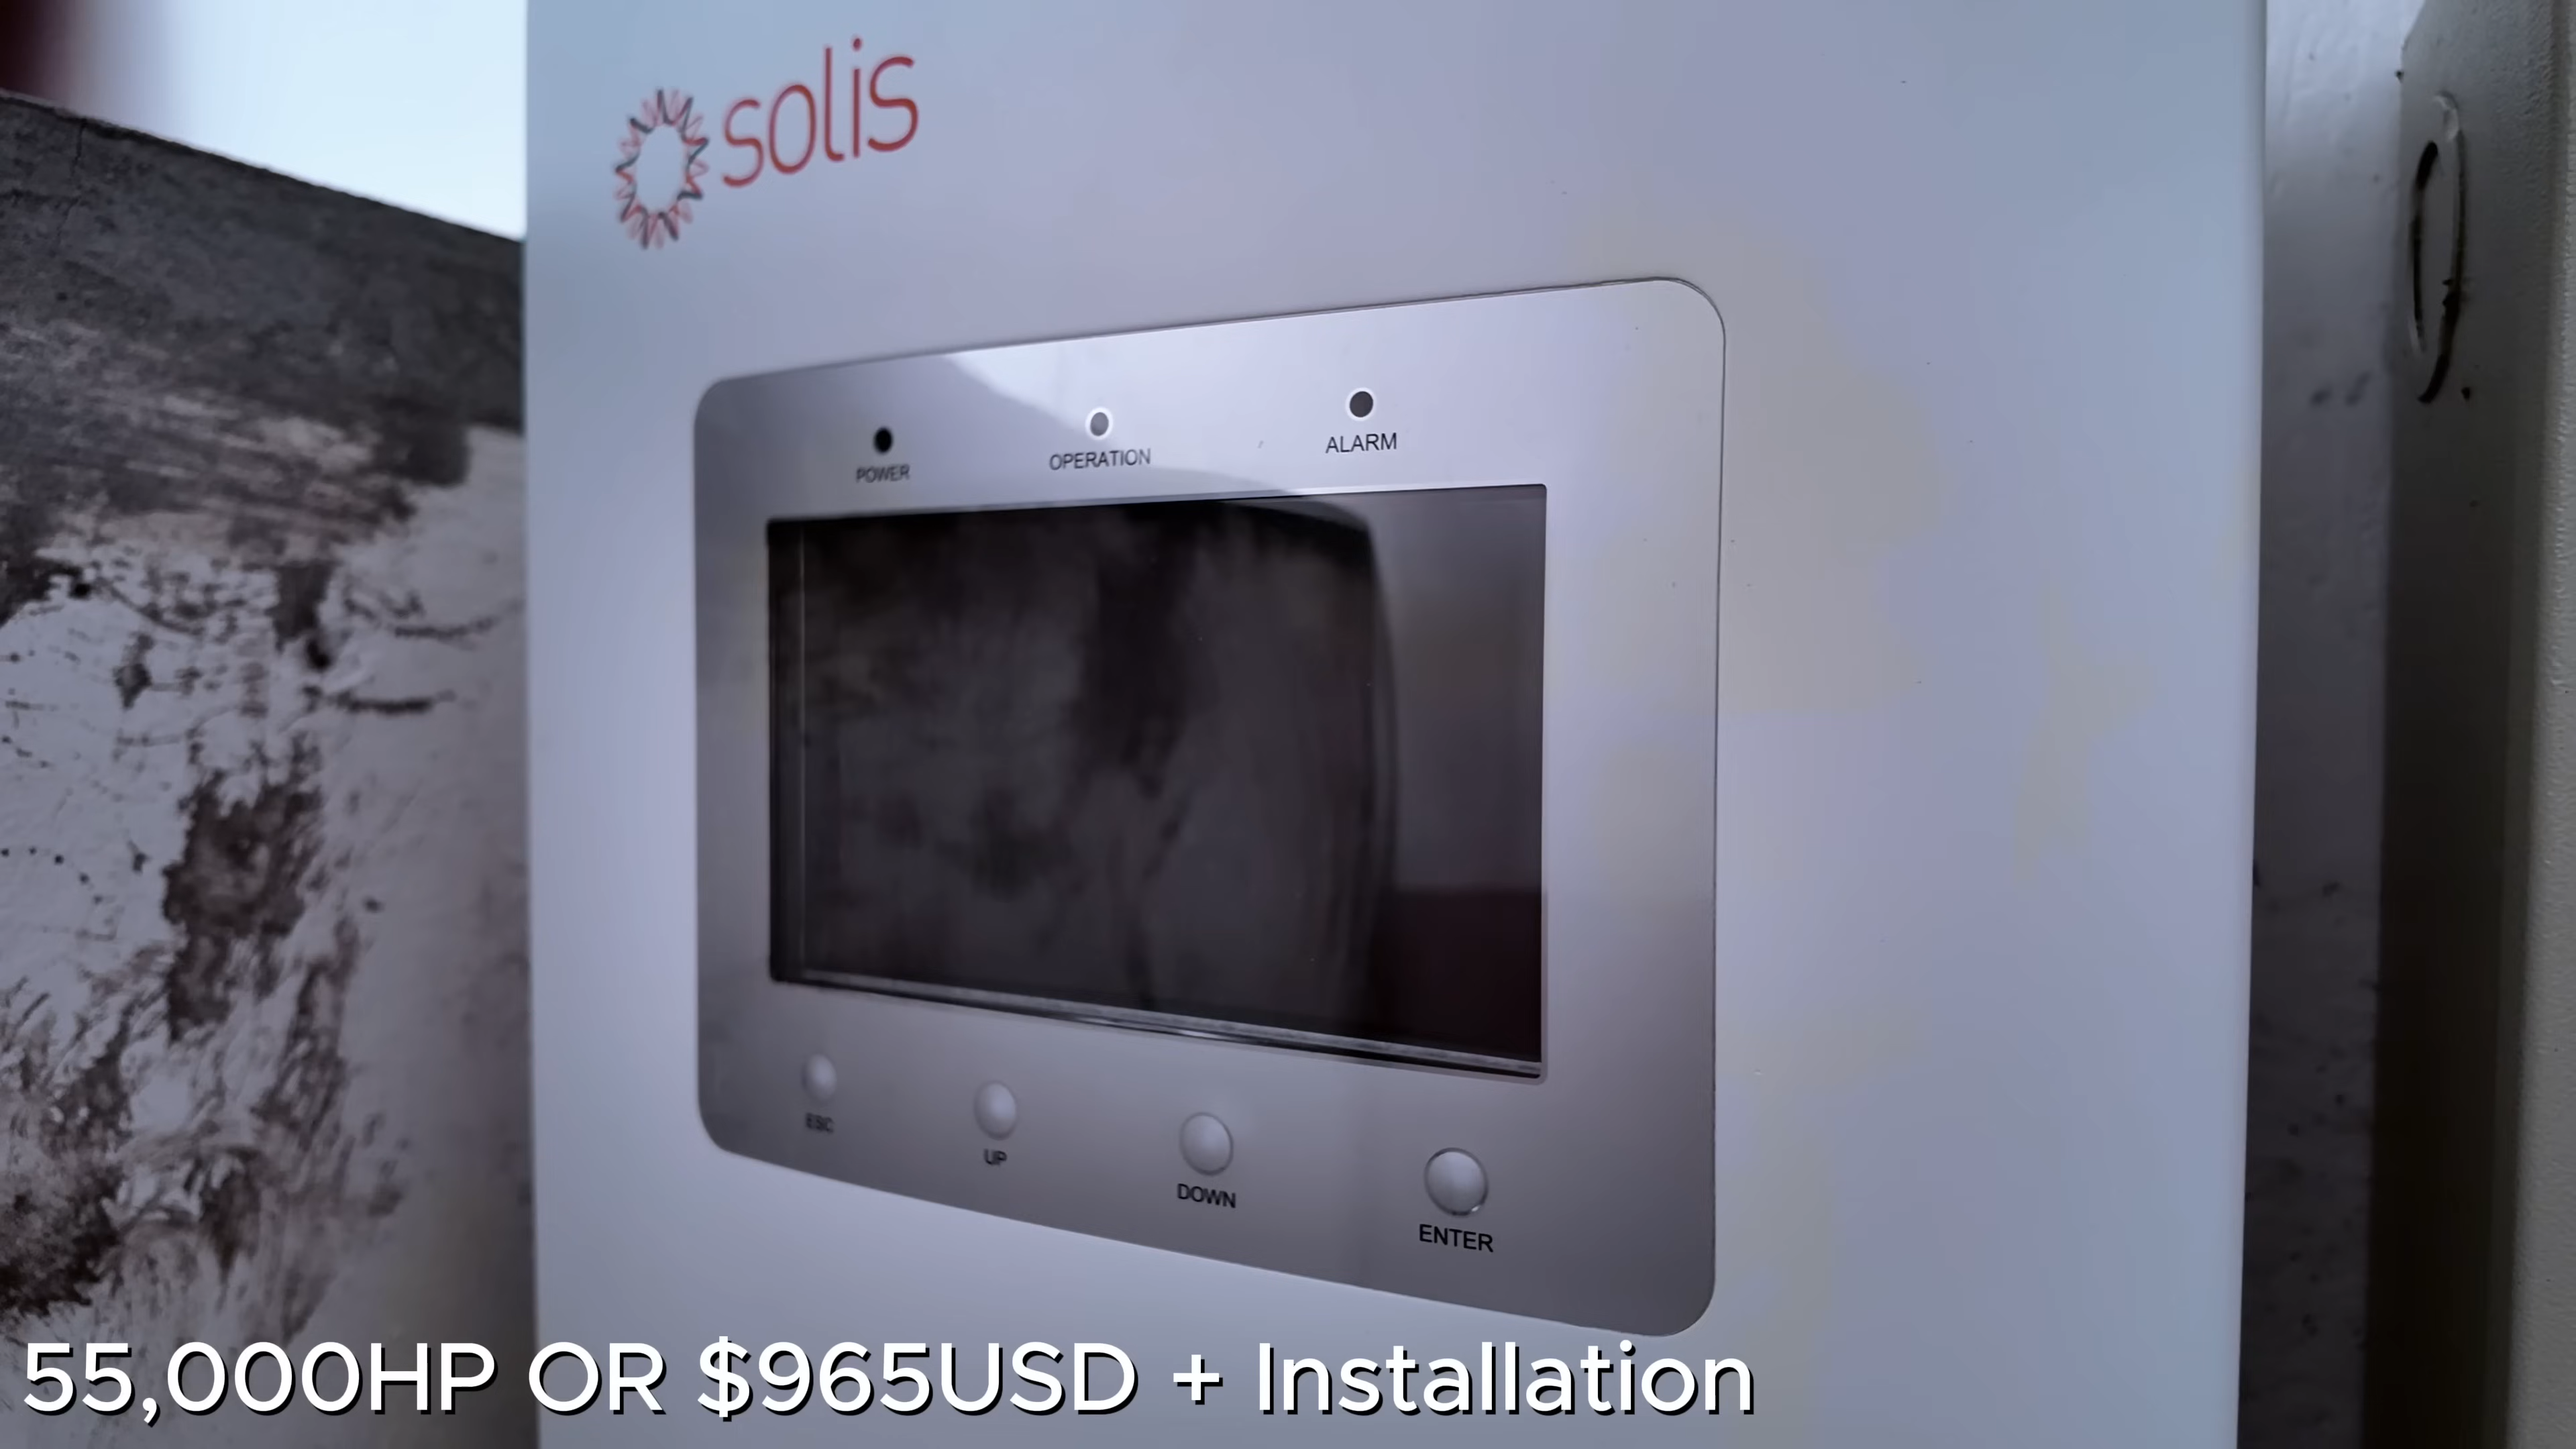 solis
POWER
OPERATION
ALARM
ESC
UP
DOWN
ENTER
55,000HP OR $965USD + Installation